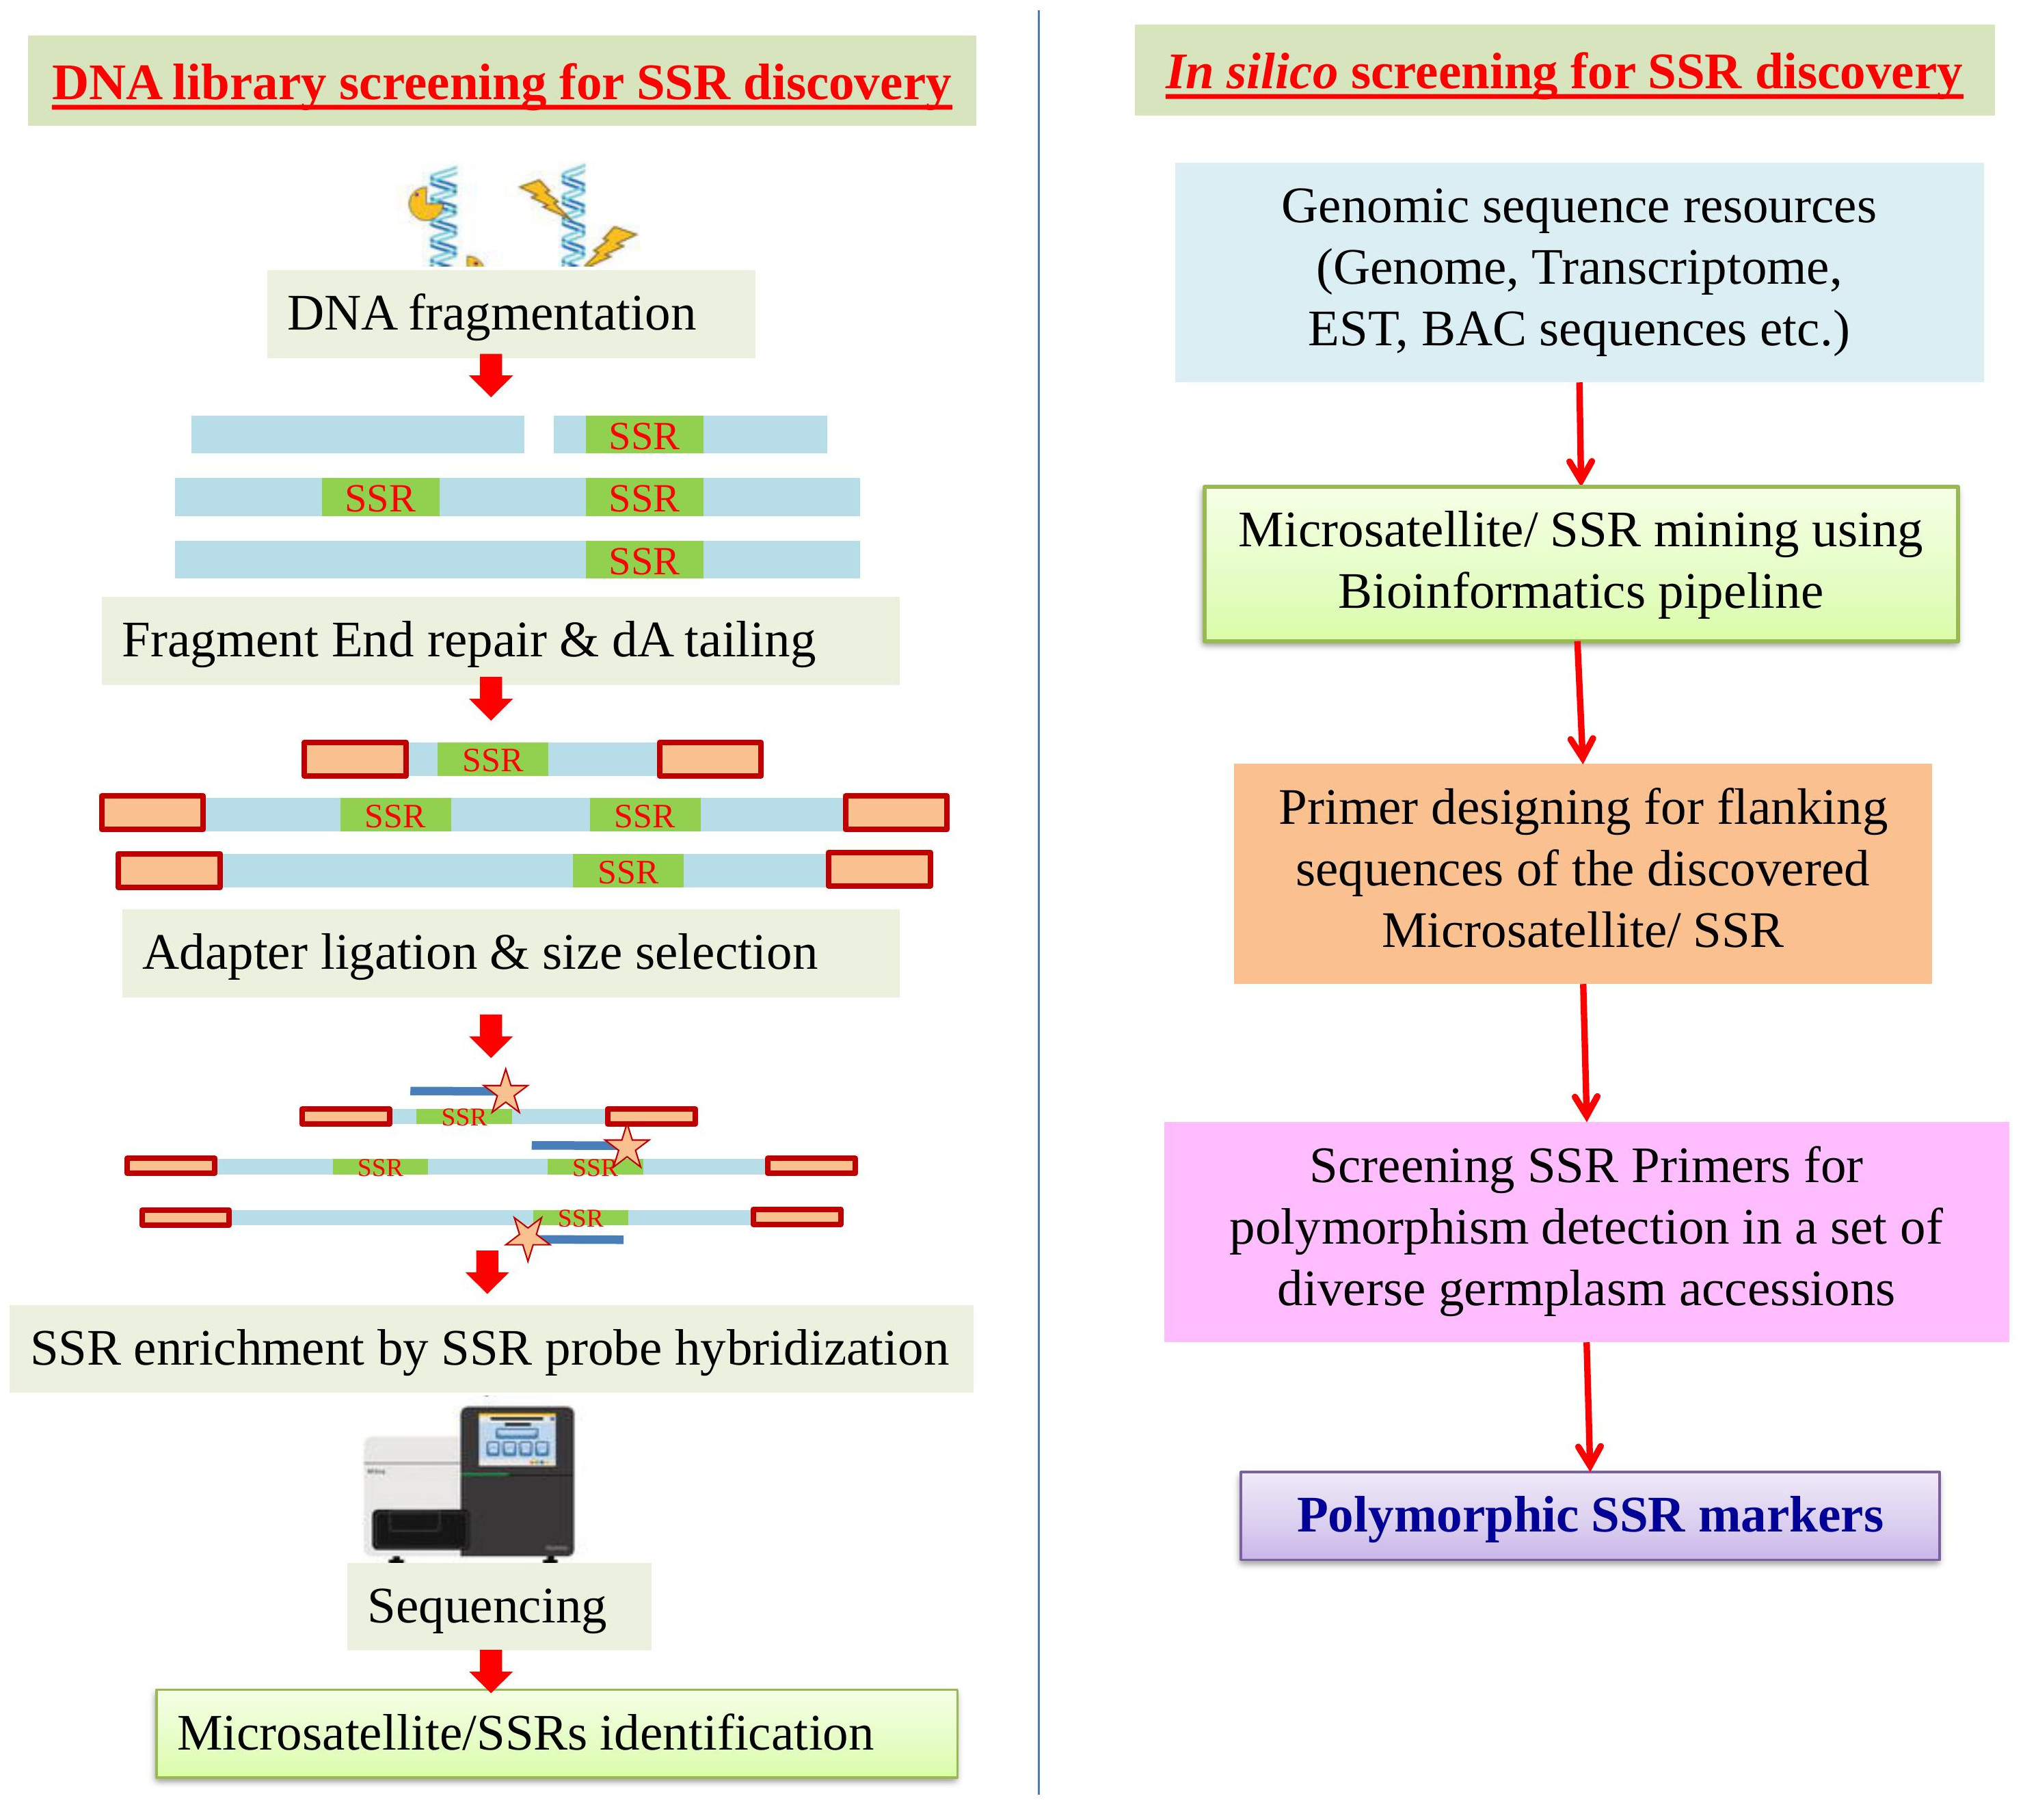 DNA library screening for SSR discovery
DNA fragmentation
SSR
SSR SSR
SSR
Fragment End repair & dA tailing
SSR
SSR SSR
SSR
Adapter ligation & size selection
SSR
SSR SSR
SSR
SSR enrichment by SSR probe hybridization
Sequencing
Microsatellite/SSRs identification
In silico screening for SSR discovery
Genomic sequence resources
(Genome, Transcriptome,
EST, BAC sequences etc.)
Microsatellite/ SSR mining using
Bioinformatics pipeline
Primer designing for flanking
sequences of the discovered
Microsatellite/ SSR
Screening SSR Primers for
polymorphism detection in a set of
diverse germplasm accessions
Polymorphic SSR markers